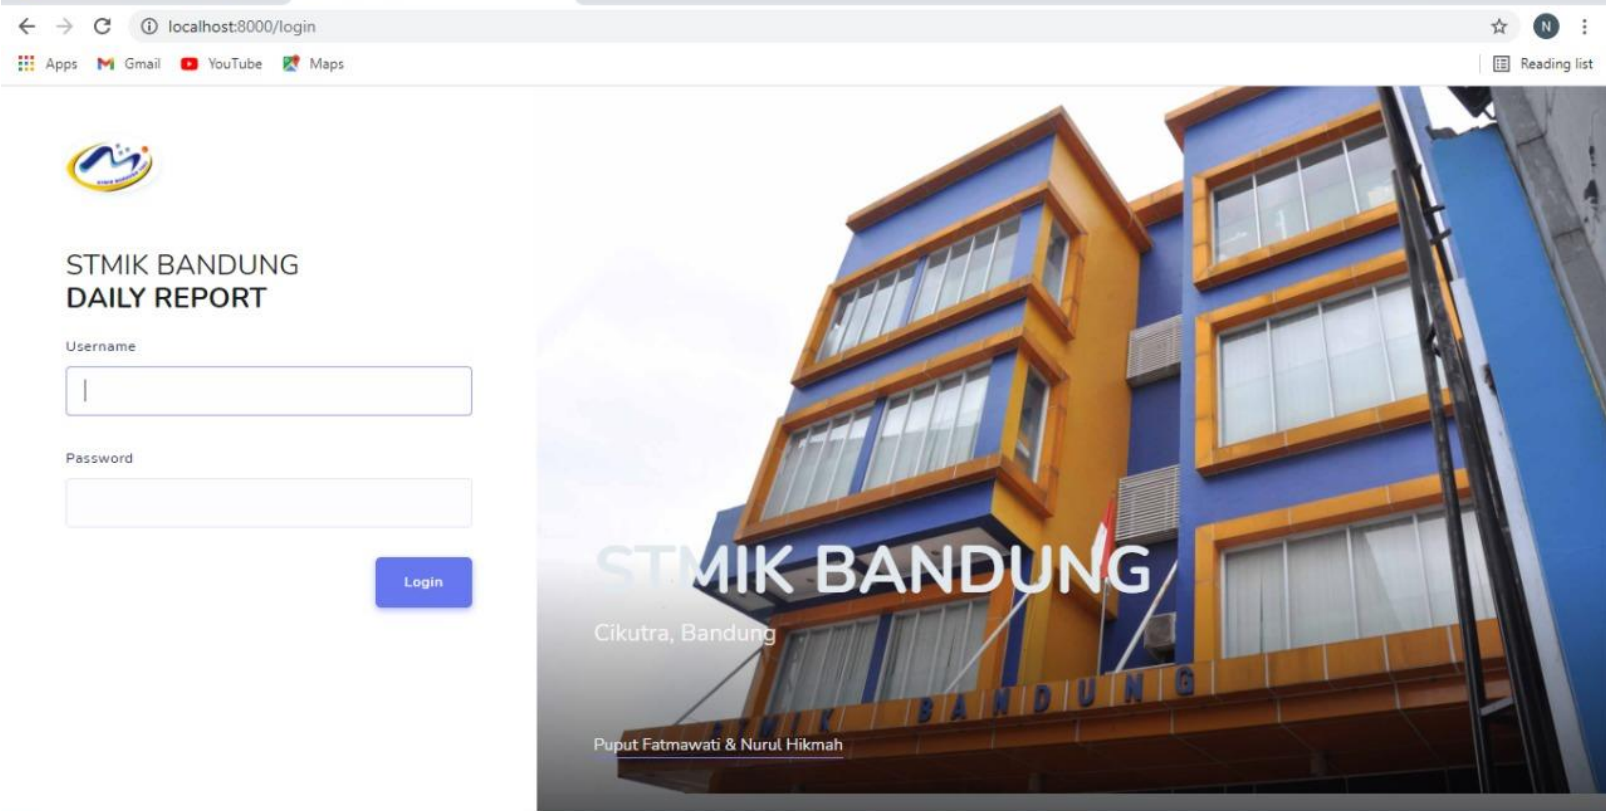 localhost:8000/login
N
Apps Gmail YouTube Maps
Reading list
STMIK BANDUNG
DAILY REPORT
Username
Password
Login
STMIK BANDUNG
Cikutra, Bandung
STMIK BANDUNG
Puput Fatmawati & Nurul Hikmah